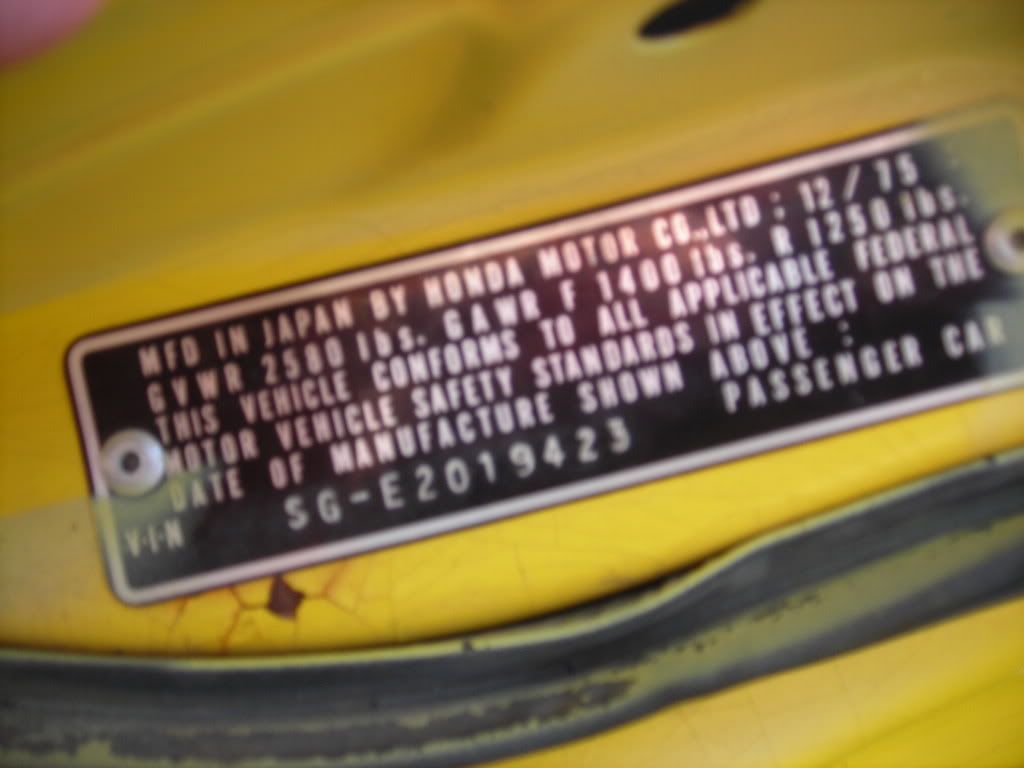 MFD IN JAPAN BY HONDA MOTOR CO.,LTD : 12 / 75
GVWR 2580 lbs. GAWR F 1400 lbs. R 1250 lbs.
THIS VEHICLE CONFORMS TO ALL APPLICABLE FEDERAL
MOTOR VEHICLE SAFETY STANDARDS IN EFFECT ON THE
DATE OF MANUFACTURE SHOWN ABOVE :
V·I·N SG-E2019423 PASSENGER CAR